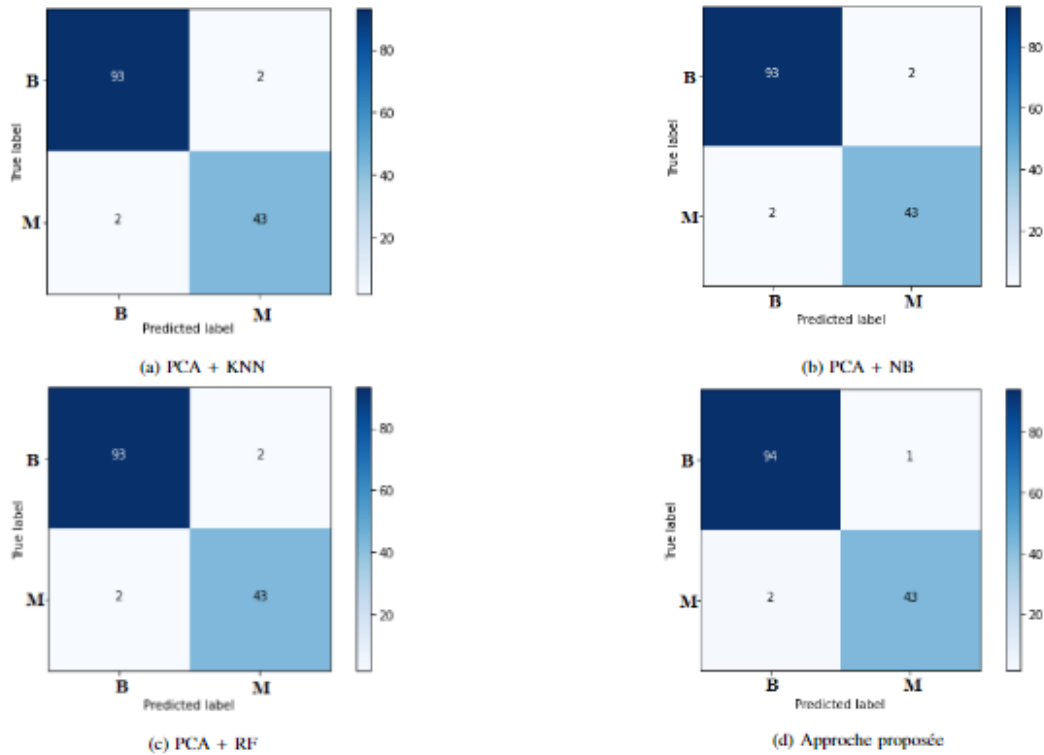 B
93
2
80
60
40
20
True label
M
2
43
B
M
Predicted label
(a) PCA + KNN
B
93
2
80
60
40
20
True label
M
2
43
B
M
Predicted label
(b) PCA + NB
B
93
2
80
60
40
20
True label
M
2
43
B
M
Predicted label
(c) PCA + RF
B
94
1
80
60
40
20
True label
M
2
43
B
M
Predicted label
(d) Approche proposée